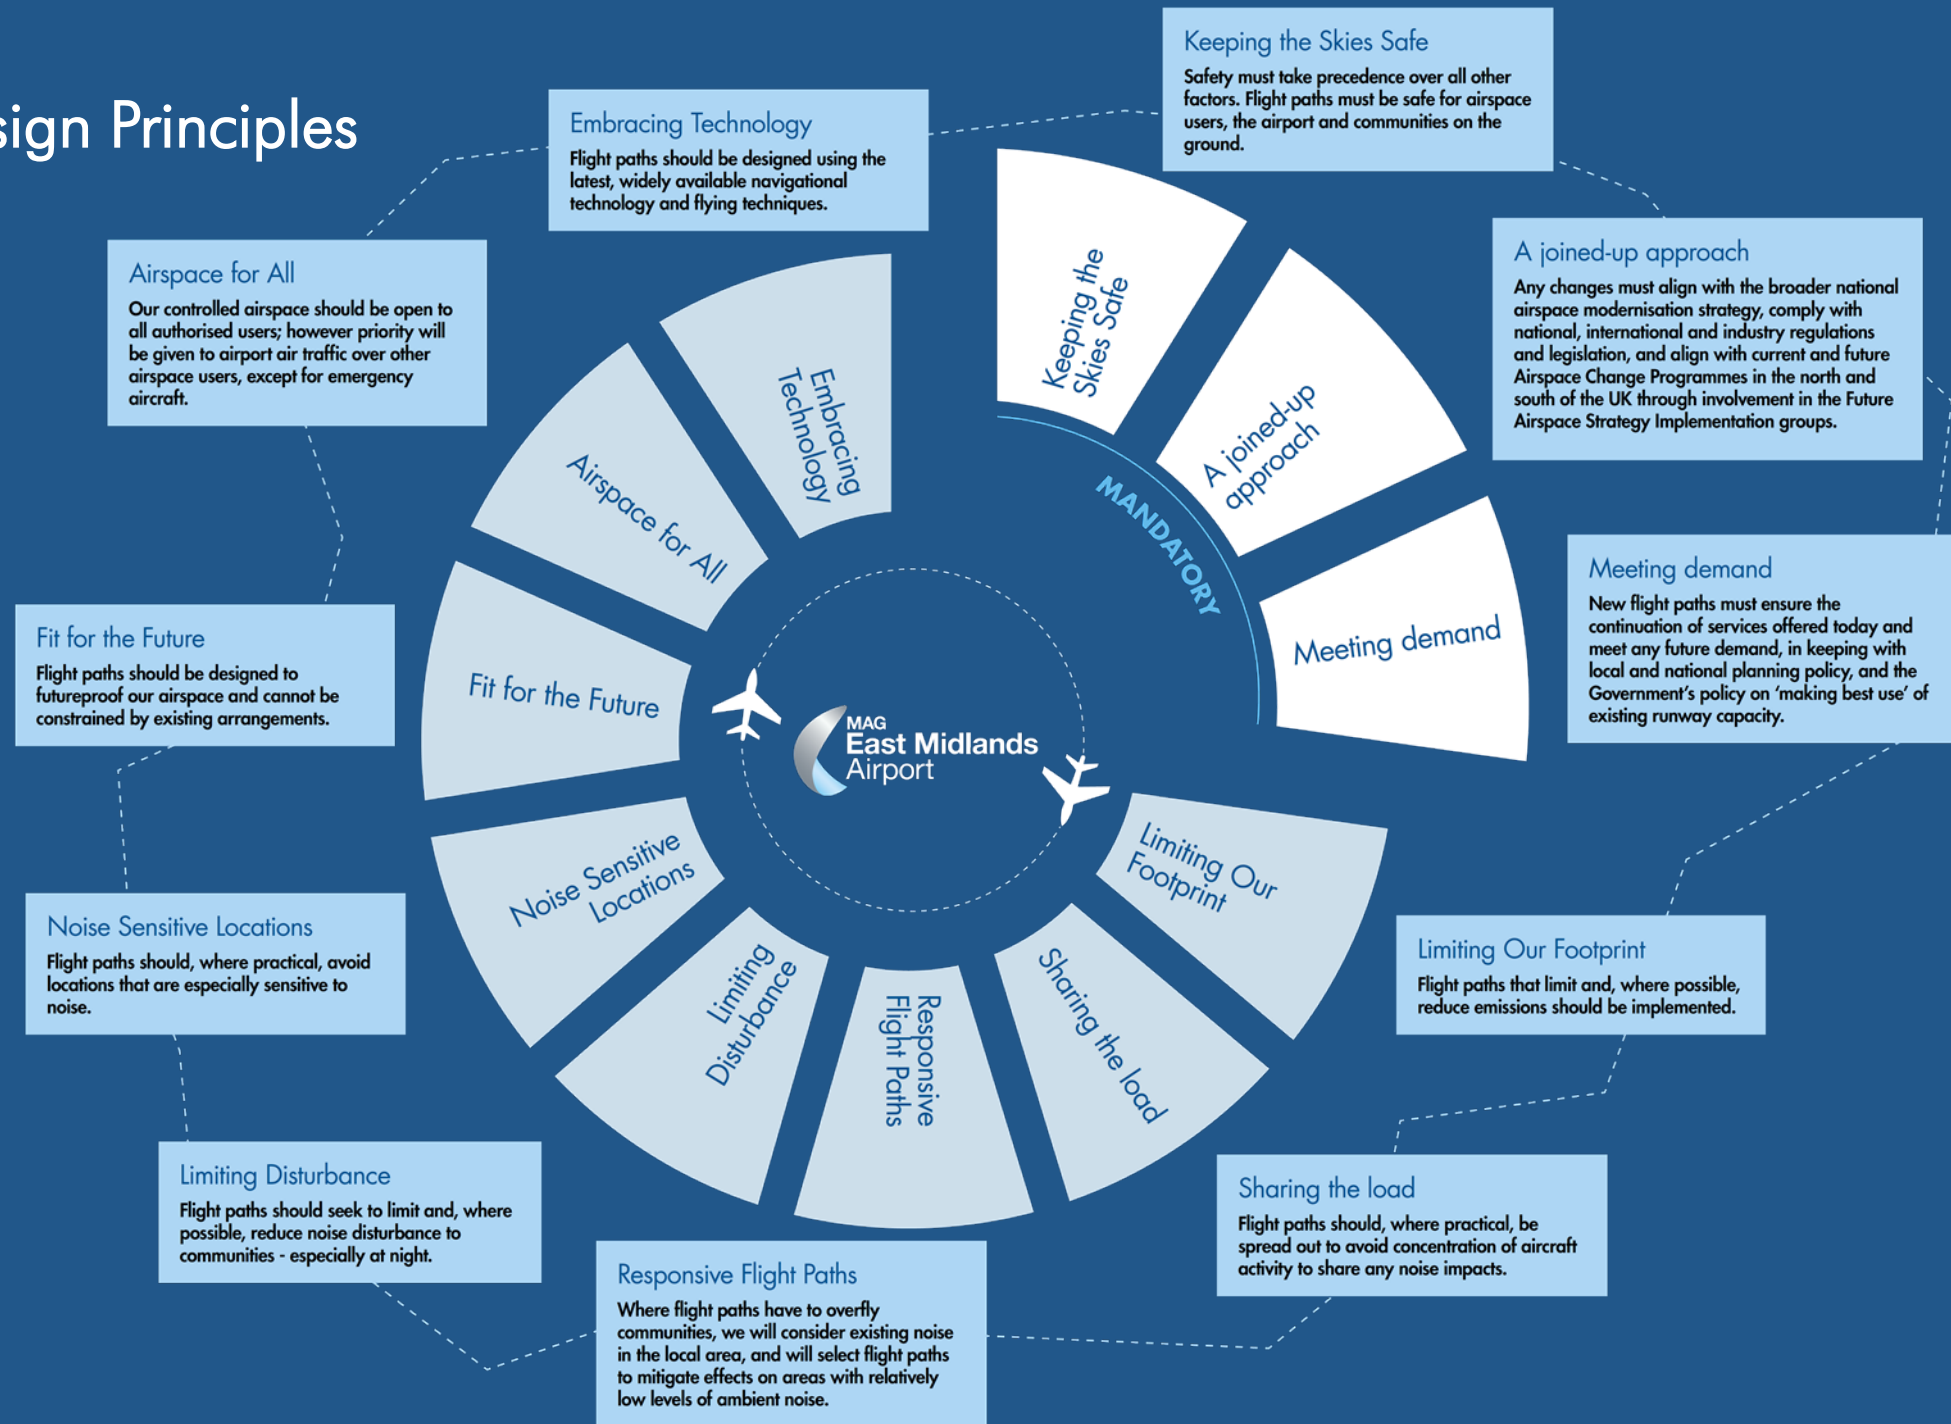 sign Principles
Keeping the Skies Safe
Safety must take precedence over all other
factors. Flight paths must be safe for airspace
users, the airport and communities on the
ground.
A joined-up approach
Any changes must align with the broader national
airspace modernisation strategy, comply with
national, international and industry regulations
and legislation, and align with current and future
Airspace Change Programmes in the north and
south of the UK through involvement in the Future
Airspace Strategy Implementation groups.
Meeting demand
New flight paths must ensure the
continuation of services offered today and
meet any future demand, in keeping with
local and national planning policy, and the
Government's policy on ‘making best use’ of
existing runway capacity.
Limiting Our Footprint
Flight paths that limit and, where possible,
reduce emissions should be implemented.
Sharing the load
Flight paths should, where practical, be
spread out to avoid concentration of aircraft
activity to share any noise impacts.
Responsive Flight Paths
Where flight paths have to overfly
communities, we will consider existing noise
in the local area, and will select flight paths
to mitigate effects on areas with relatively
low levels of ambient noise.
Limiting Disturbance
Flight paths should seek to limit and, where
possible, reduce noise disturbance to
communities - especially at night.
Noise Sensitive Locations
Flight paths should, where practical, avoid
locations that are especially sensitive to
noise.
Fit for the Future
Flight paths should be designed to
futureproof our airspace and cannot be
constrained by existing arrangements.
Airspace for All
Our controlled airspace should be open to
all authorised users; however priority will
be given to airport air traffic over other
airspace users, except for emergency
aircraft.
Embracing Technology
Flight paths should be designed using the
latest, widely available navigational
technology and flying techniques.
Keeping the
Skies Safe
A joined-up
approach
Meeting demand
MANDATORY
Limiting Our
Footprint
Sharing the load
Responsive
Flight Paths
Limiting
Disturbance
Noise Sensitive
Locations
Fit for the Future
Airspace for All
Embracing
Technology
MAG
East Midlands
Airport